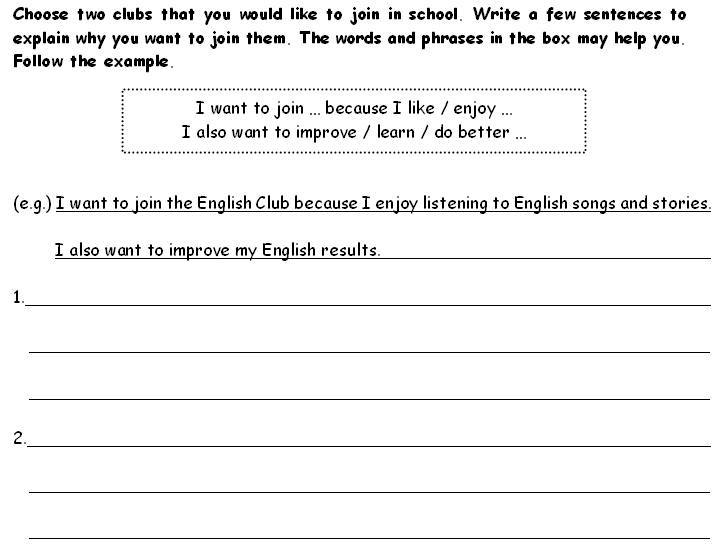 Choose two clubs that you would like to join in school. Write a few sentences to
explain why you want to join them. The words and phrases in the box may help you.
Follow the example.
I want to join ... because I like / enjoy ...
I also want to improve / learn / do better ...
(e.g.) I want to join the English Club because I enjoy listening to English songs and stories.
I also want to improve my English results.
1.
2.